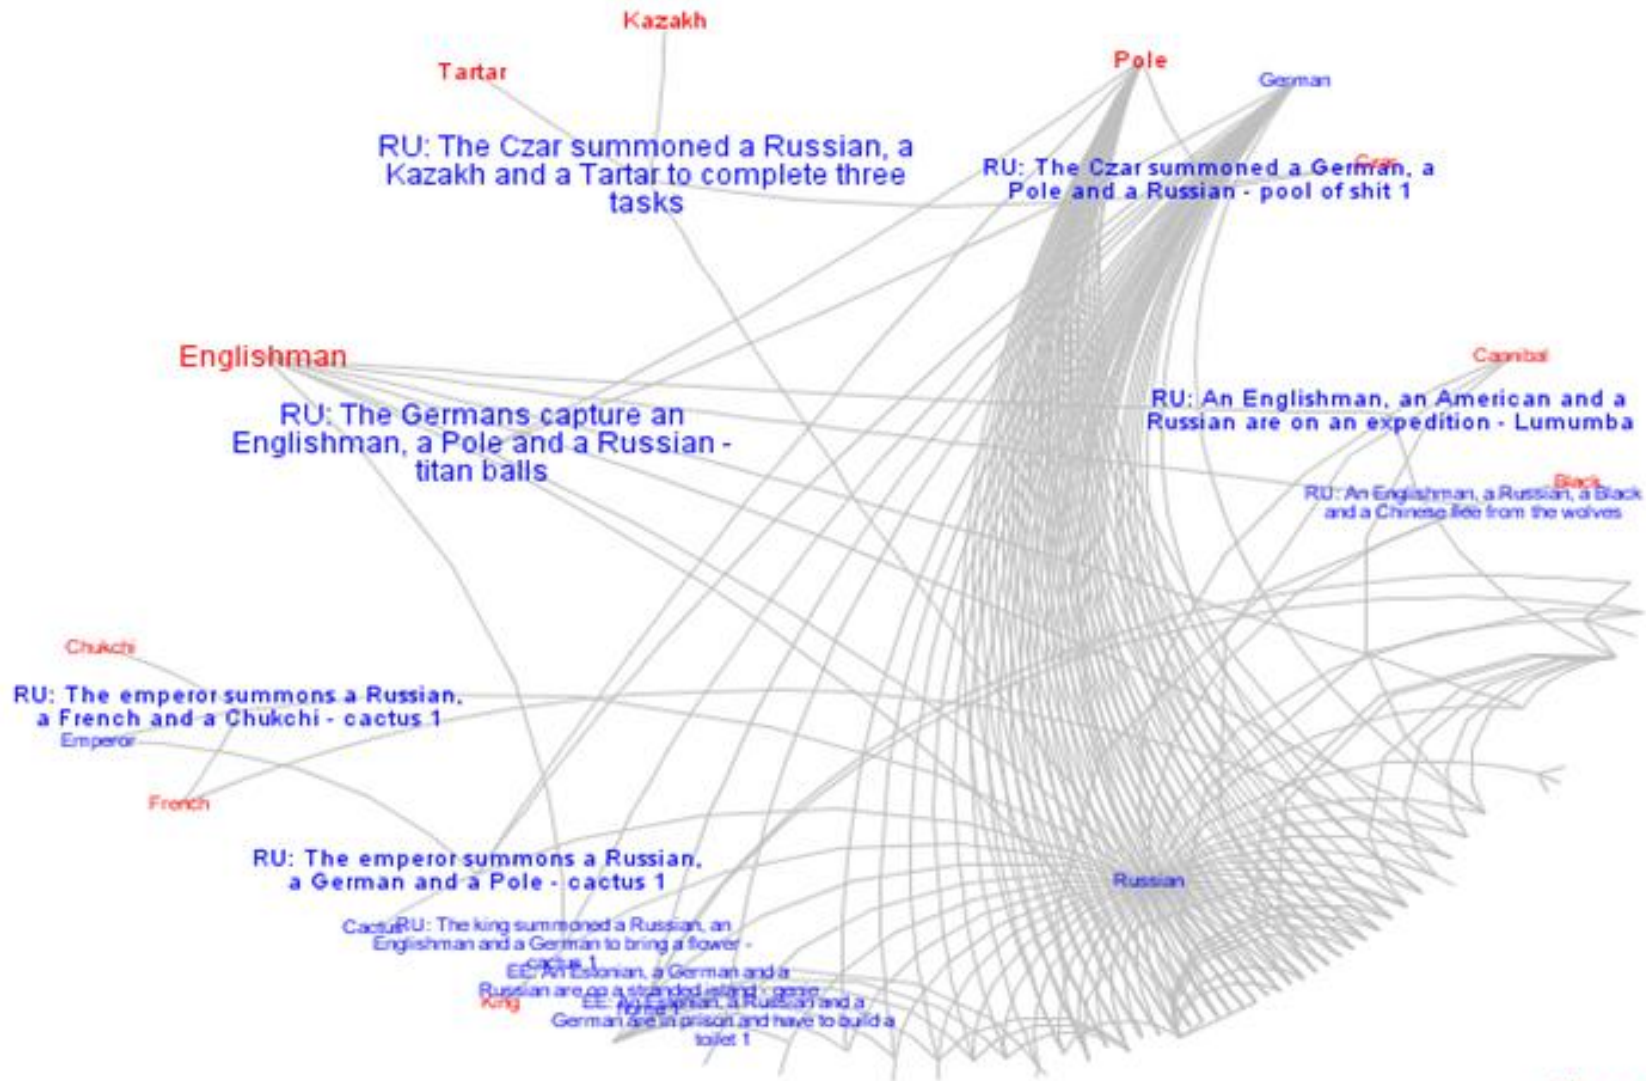 Kazakh
Tartar
Pole
German
RU: The Czar summoned a Russian, a
Kazakh and a Tartar to complete three
tasks
Czar
RU: The Czar summoned a German, a
Pole and a Russian - pool of shit 1
Englishman
Cannibal
RU: An Englishman, an American and a
Russian are on an expedition - Lumumba
RU: The Germans capture an
Englishman, a Pole and a Russian -
titan balls
Black
RU: An Englishman, a Russian, a Black
and a Chinese flee from the wolves
Chukchi
RU: The emperor summons a Russian,
a French and a Chukchi - cactus 1
Emperor
French
RU: The emperor summons a Russian,
a German and a Pole - cactus 1
Russian
Cactus
RU: The king summoned a Russian, an
Englishman and a German to bring a flower -
cactus 1
EE: An Estonian, a German and a
Russian are on a stranded island - genie
home 1
King
EE: An Estonian, a Russian and a
German are in prison and have to build a
toilet 1